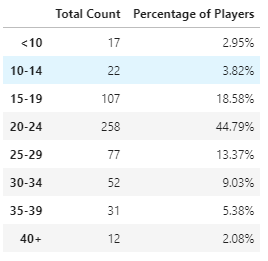 Total Count Percentage of Players
<10 17 2.95%
10-14 22 3.82%
15-19 107 18.58%
20-24 258 44.79%
25-29 77 13.37%
30-34 52 9.03%
35-39 31 5.38%
40+ 12 2.08%